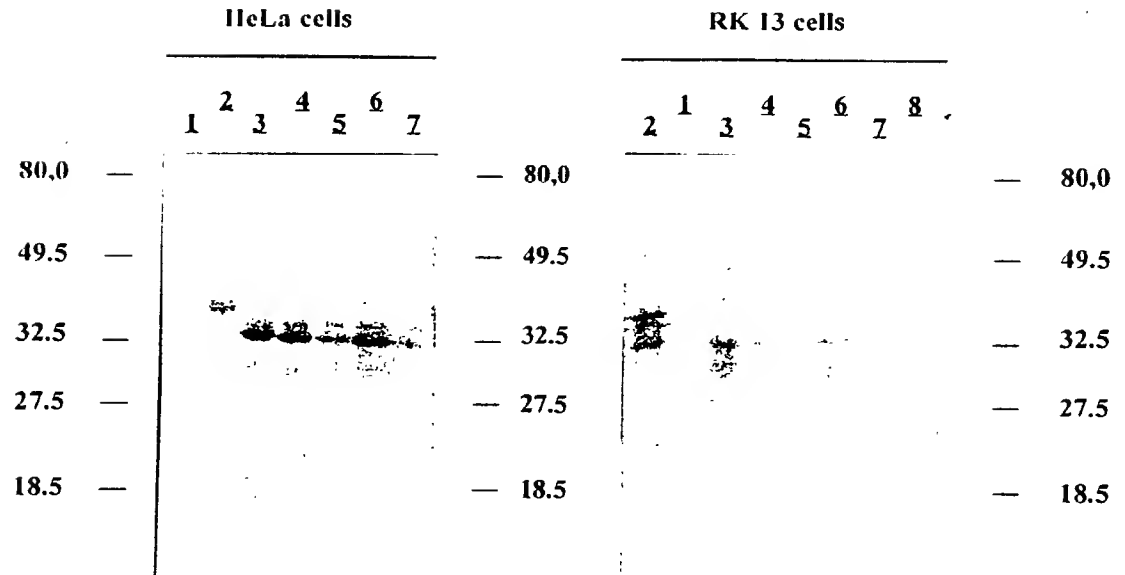 HeLa cells
RK 13 cells
1 2 3 4 5 6 7
2 1 3 4 5 6 7 8
80,0 — — 80,0 — 80,0
49.5 — — 49.5 — 49.5
32.5 — — 32.5 — 32.5
27.5 — — 27.5 — 27.5
18.5 — — 18.5 — 18.5